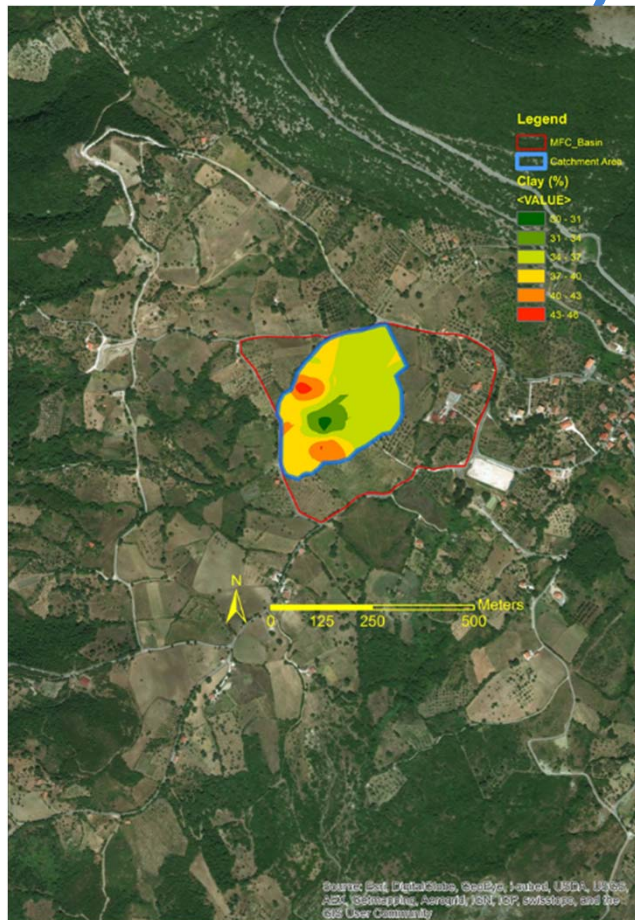 Legend
MFC_Basin
Catchment Area
Clay (%)
<VALUE>
30 - 31
31 - 34
34 - 37
37 - 40
40 - 43
43- 46
N
Meters
0 125 250 500
Source: Esri, DigitalGlobe, GeoEye, i-cubed, USDA, USGS,
AEX, Getmapping, Aerogrid, IGN, IGP, swisstopo, and the
GIS User Community